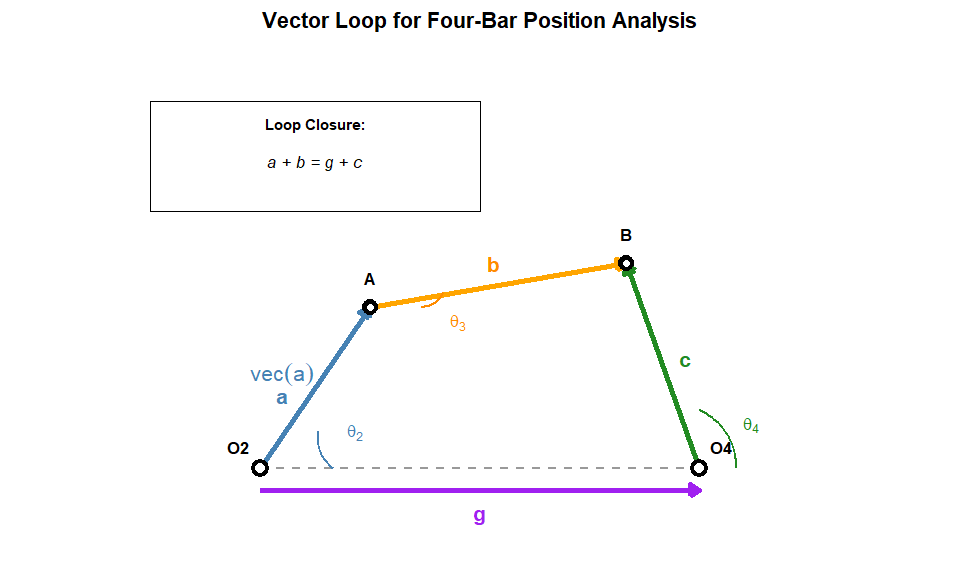 Vector Loop for Four-Bar Position Analysis
Loop Closure:
a + b = g + c
B
b
A
θ3
vec(a)
a
c
θ2
θ4
O2
O4
g